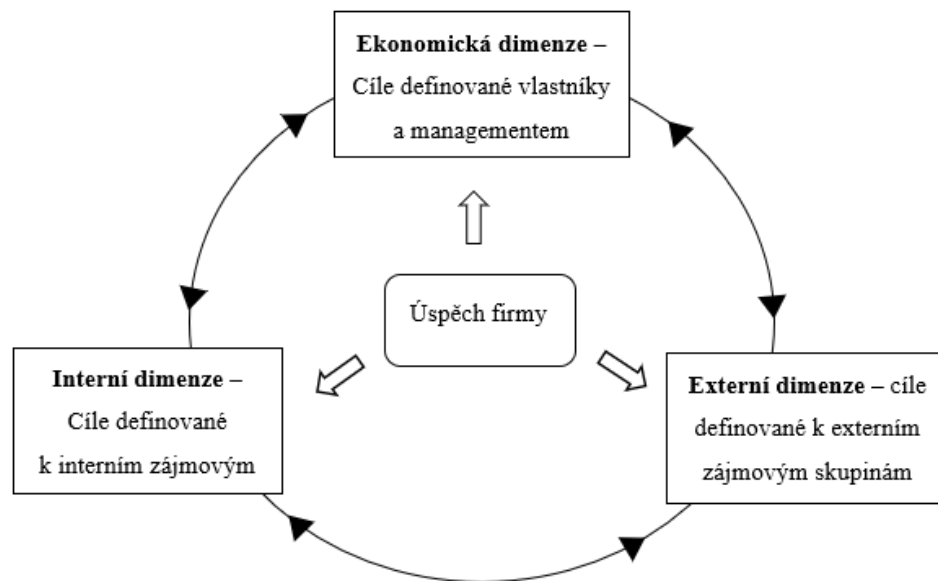 Ekonomická dimenze –
Cíle definované vlastníky
a managementem
Úspěch firmy
Interní dimenze –
Cíle definované
k interním zájmovým
Externí dimenze – cíle
definované k externím
zájmovým skupinám